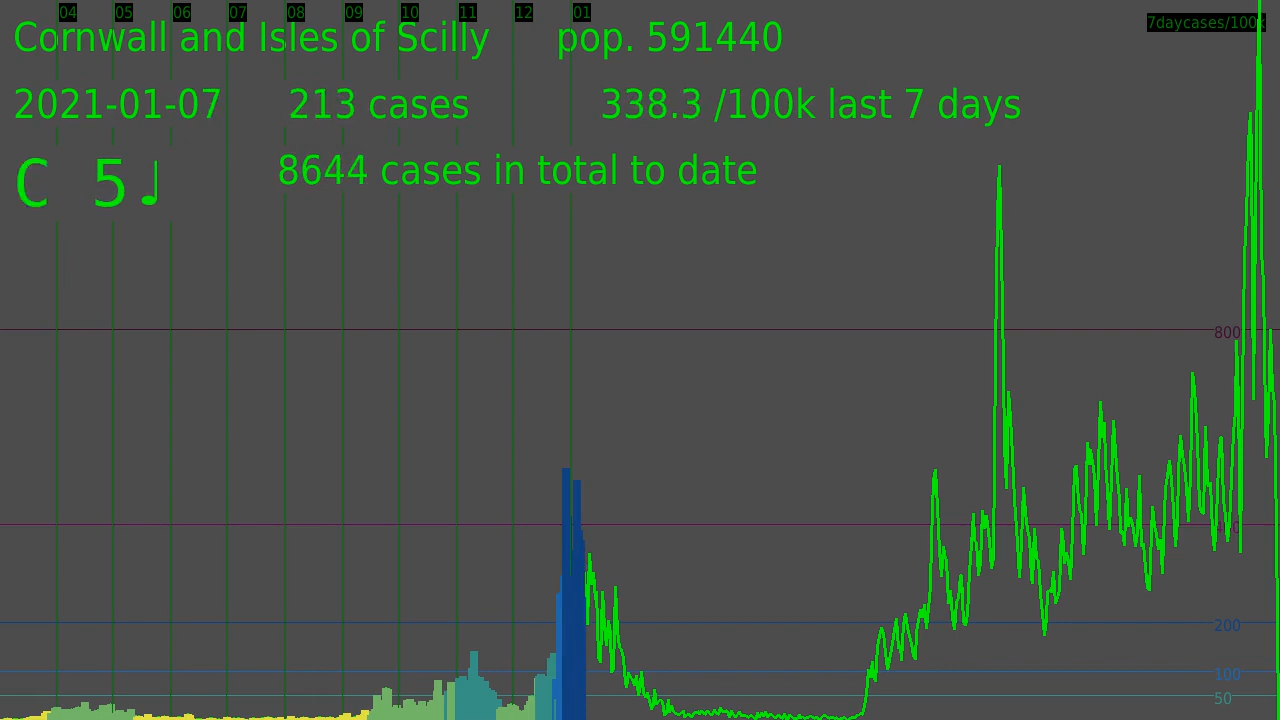 04 05 06 07 08 09 10 11 12 01
7daycases/100k
Cornwall and Isles of Scilly pop. 591440
2021-01-07 213 cases 338.3 /100k last 7 days
C 5♩ 8644 cases in total to date
800
200
100
50